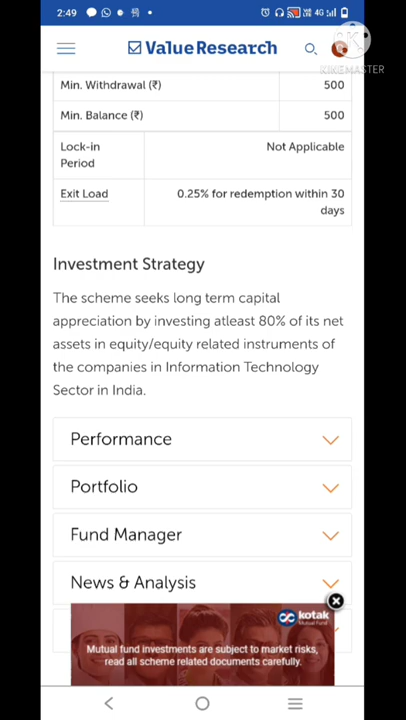 2:49
4G
Value Research
KINEMASTER
Min. Withdrawal (₹) 500
Min. Balance (₹) 500
Lock-in Not Applicable
Period
Exit Load 0.25% for redemption within 30
days
Investment Strategy
The scheme seeks long term capital
appreciation by investing atleast 80% of its net
assets in equity/equity related instruments of
the companies in Information Technology
Sector in India.
Performance
Portfolio
Fund Manager
News & Analysis
kotak
Mutual Fund
Mutual fund investments are subject to market risks,
read all scheme related documents carefully.